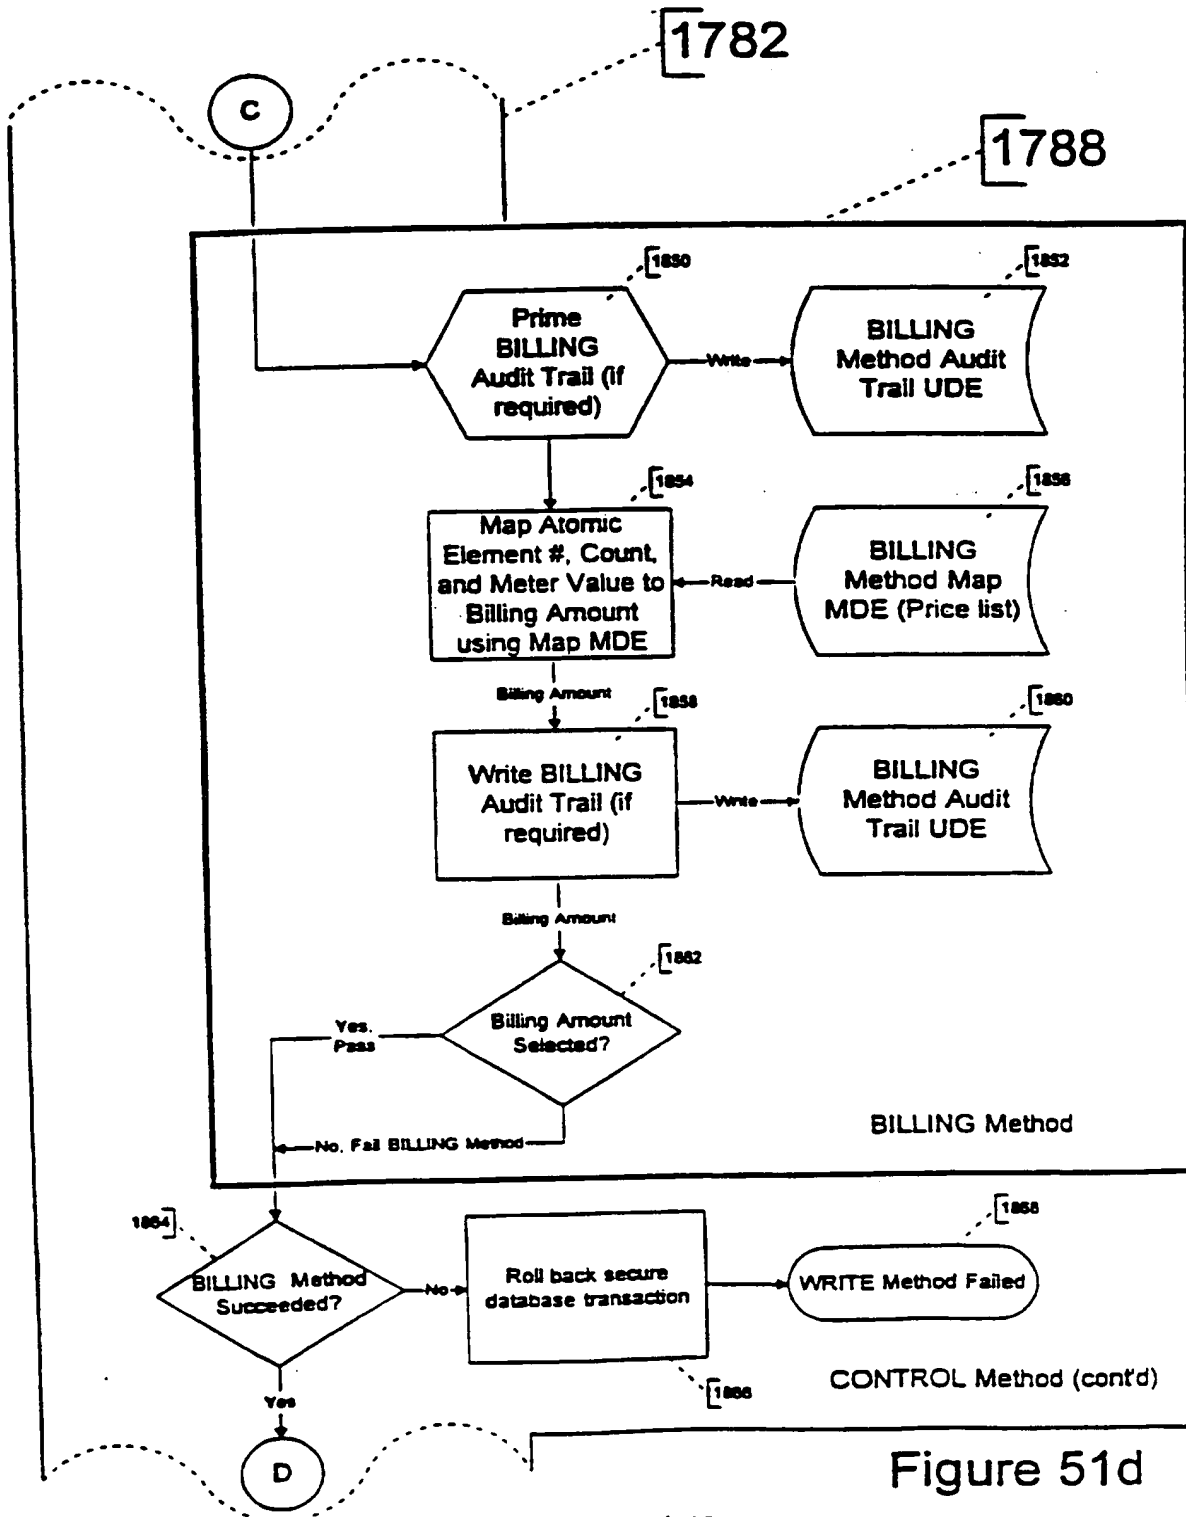 1782
C
1788
1850
1852
Prime
BILLING
Audit Trail (if
required)
Write
BILLING
Method Audit
Trail UDE
1854
1856
Map Atomic
Element #, Count,
and Meter Value to
Billing Amount
using Map MDE
Read
BILLING
Method Map
MDE (Price list)
Billing Amount
1858
1860
Write BILLING
Audit Trail (if
required)
Write
BILLING
Method Audit
Trail UDE
Billing Amount
1862
Yes,
Pass
Billing Amount
Selected?
No, Fail BILLING Method
BILLING Method
1864
1868
BILLING Method
Succeeded?
No
Roll back secure
database transaction
WRITE Method Failed
1866
CONTROL Method (cont'd)
Yes
D
Figure 51d